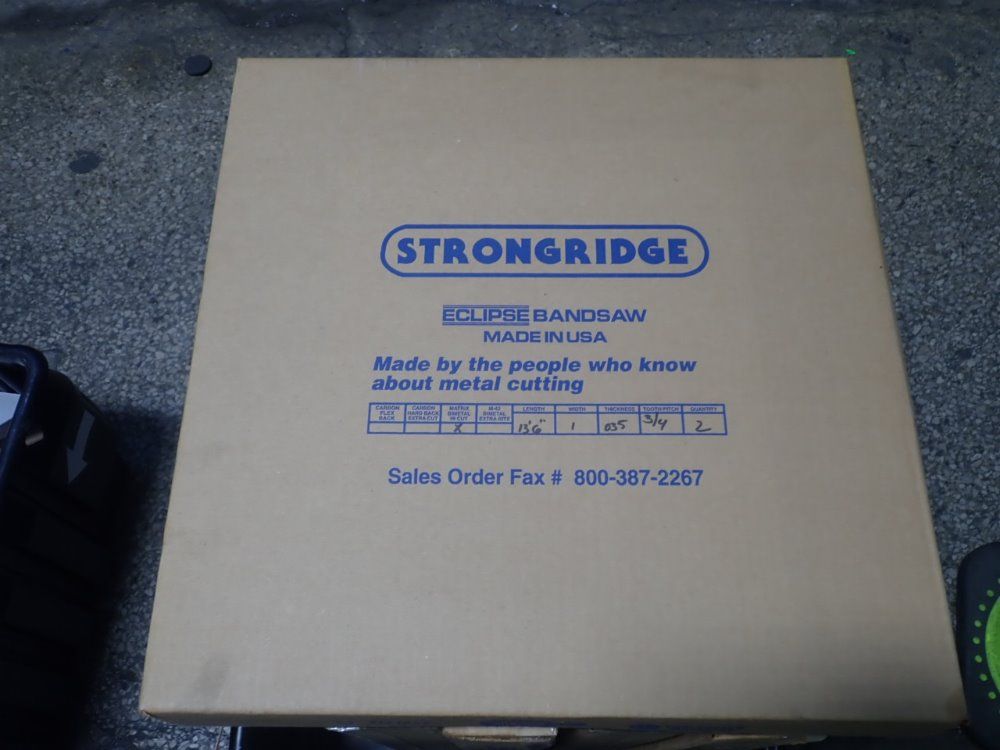 STRONGRIDGE
ECLIPSE BANDSAW
MADE IN USA
Made by the people who know
about metal cutting
CARBON FLEX BACK CARBON HARD BACK EXTRA CUT MATRIX BIMETAL HI CUT M-42 BIMETAL EXTRA HITE LENGTH WIDTH THICKNESS TOOTH PITCH QUANTITY
X 13'6" 1 035 3/4 2
Sales Order Fax # 800-387-2267